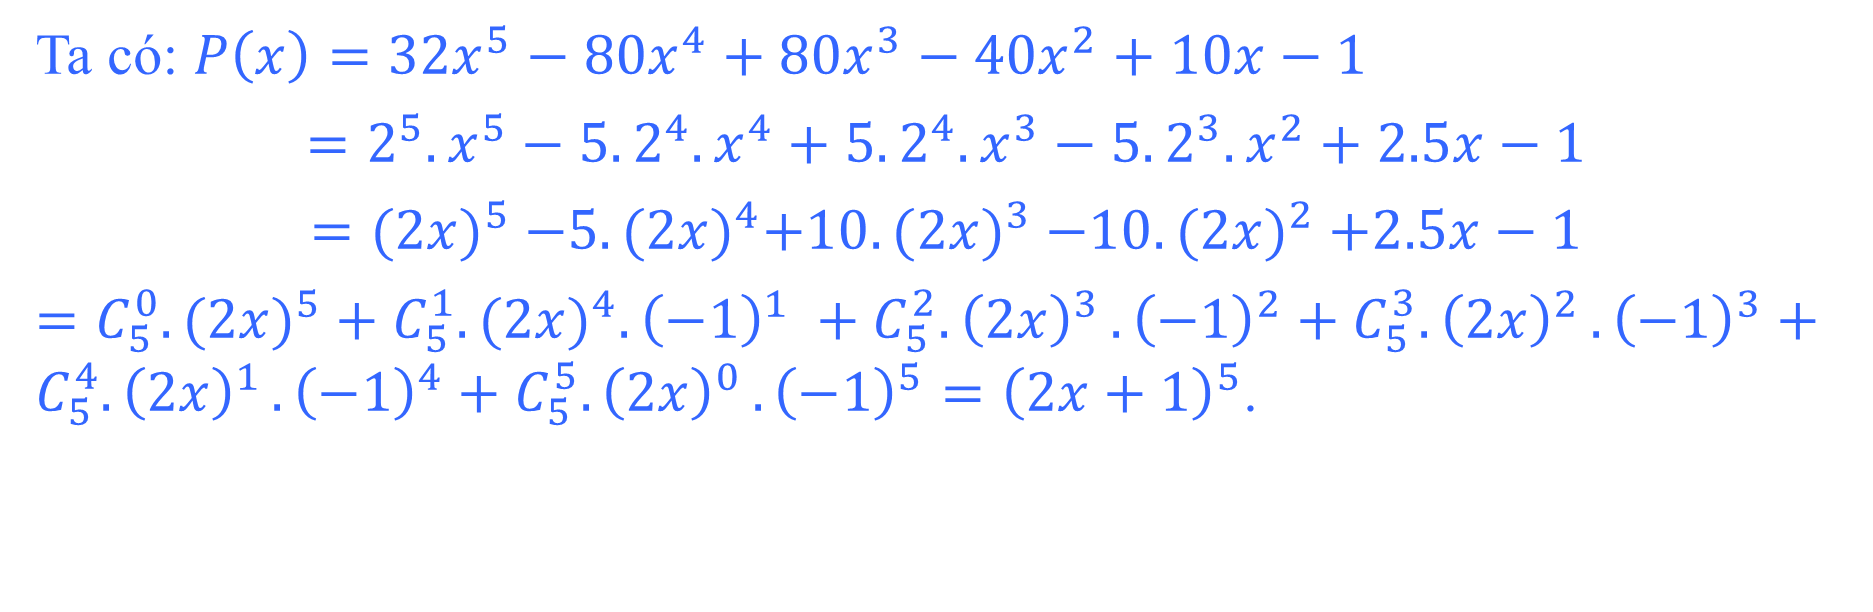 Ta có: P(x) = 32x⁵ − 80x⁴ + 80x³ − 40x² + 10x − 1
= 2⁵. x⁵ − 5. 2⁴. x⁴ + 5. 2⁴. x³ − 5. 2³. x² + 2.5x − 1
= (2x)⁵ −5. (2x)⁴+10. (2x)³ −10. (2x)² +2.5x − 1
= C₅⁰. (2x)⁵ + C₅¹. (2x)⁴. (−1)¹ + C₅². (2x)³ . (−1)² + C₅³. (2x)² . (−1)³ +
C₅⁴. (2x)¹ . (−1)⁴ + C₅⁵. (2x)⁰ . (−1)⁵ = (2x + 1)⁵.